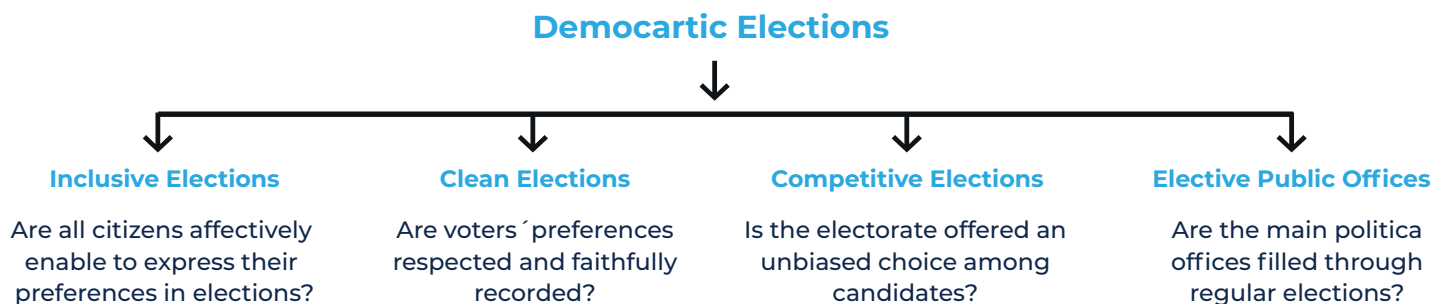 Democartic Elections
Inclusive Elections
Are all citizens affectively
enable to express their
preferences in elections?
Clean Elections
Are voters´preferences
respected and faithfully
recorded?
Competitive Elections
Is the electorate offered an
unbiased choice among
candidates?
Elective Public Offices
Are the main politica
offices filled through
regular elections?